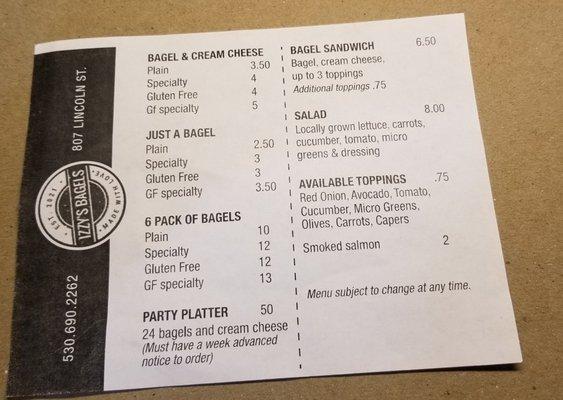 807 LINCOLN ST.
EST. 2021
IZZY'S BAGELS
MADE WITH LOVE
530.690.2262
BAGEL & CREAM CHEESE
Plain 3.50
Specialty 4
Gluten Free 4
Gf specialty 5
JUST A BAGEL
Plain 2.50
Specialty 3
Gluten Free 3
GF specialty 3.50
6 PACK OF BAGELS
Plain 10
Specialty 12
Gluten Free 12
GF specialty 13
PARTY PLATTER 50
24 bagels and cream cheese
(Must have a week advanced
notice to order)
BAGEL SANDWICH 6.50
Bagel, cream cheese,
up to 3 toppings
Additional toppings .75
SALAD 8.00
Locally grown lettuce, carrots,
cucumber, tomato, micro
greens & dressing
AVAILABLE TOPPINGS .75
Red Onion, Avocado, Tomato,
Cucumber, Micro Greens,
Olives, Carrots, Capers
Smoked salmon 2
Menu subject to change at any time.